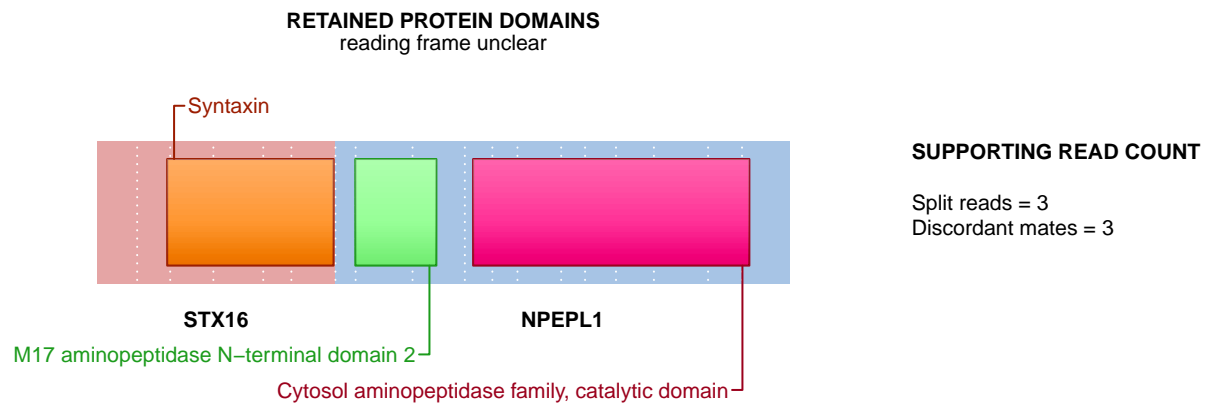 RETAINED PROTEIN DOMAINS
reading frame unclear
Syntaxin
SUPPORTING READ COUNT
Split reads = 3
Discordant mates = 3
STX16
NPEPL1
M17 aminopeptidase N−terminal domain 2
Cytosol aminopeptidase family, catalytic domain